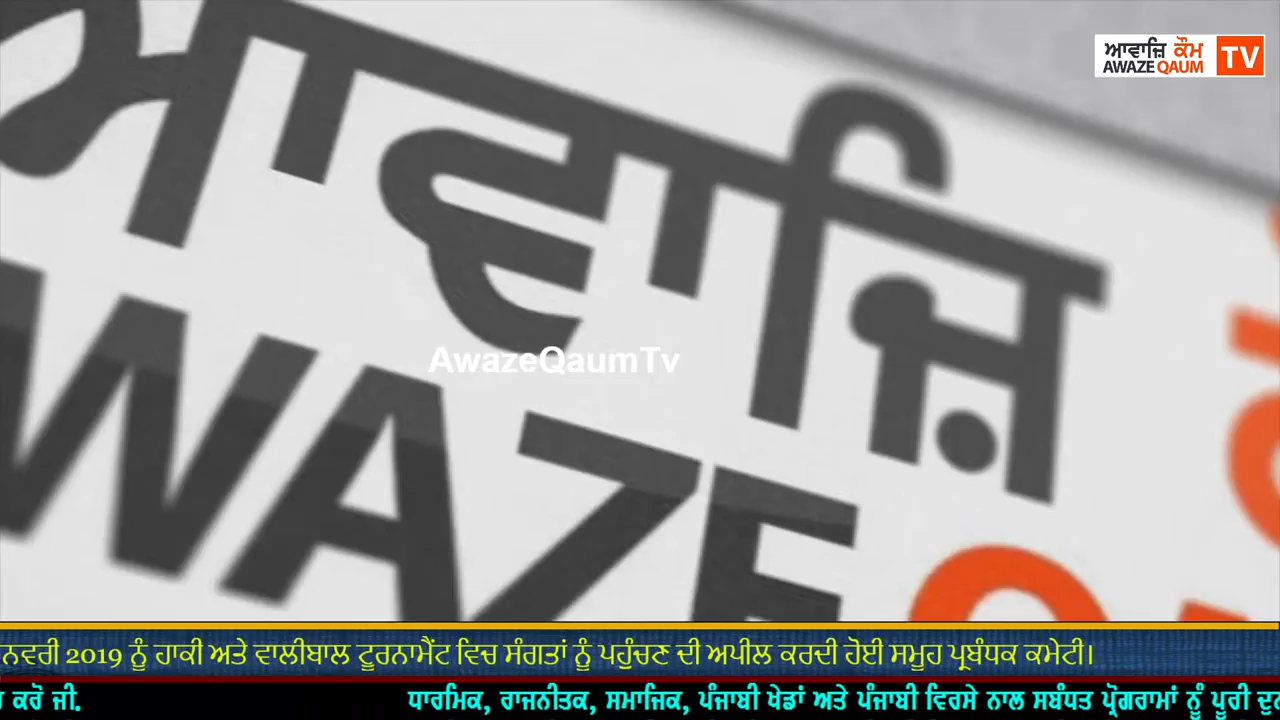 ਆਵਾਜ਼ਿ ਕੌਮ
AWAZE QAUM TV
ਆਵਾਜ਼ਿ
WAZE
AwazeQaumTv
ਨਵਰੀ 2019 ਨੂੰ ਹਾਕੀ ਅਤੇ ਵਾਲੀਬਾਲ ਟੂਰਨਾਮੈਂਟ ਵਿਚ ਸੰਗਤਾਂ ਨੂੰ ਪਹੁੰਚਣ ਦੀ ਅਪੀਲ ਕਰਦੀ ਹੋਈ ਸਮੂਹ ਪ੍ਰਬੰਧਕ ਕਮੇਟੀ।
ਕਰੋ ਜੀ. ਧਾਰਮਿਕ, ਰਾਜਨੀਤਕ, ਸਮਾਜਿਕ, ਪੰਜਾਬੀ ਖੇਡਾਂ ਅਤੇ ਪੰਜਾਬੀ ਵਿਰਸੇ ਨਾਲ ਸਬੰਧਤ ਪ੍ਰੋਗਰਾਮਾਂ ਨੂੰ ਪੂਰੀ